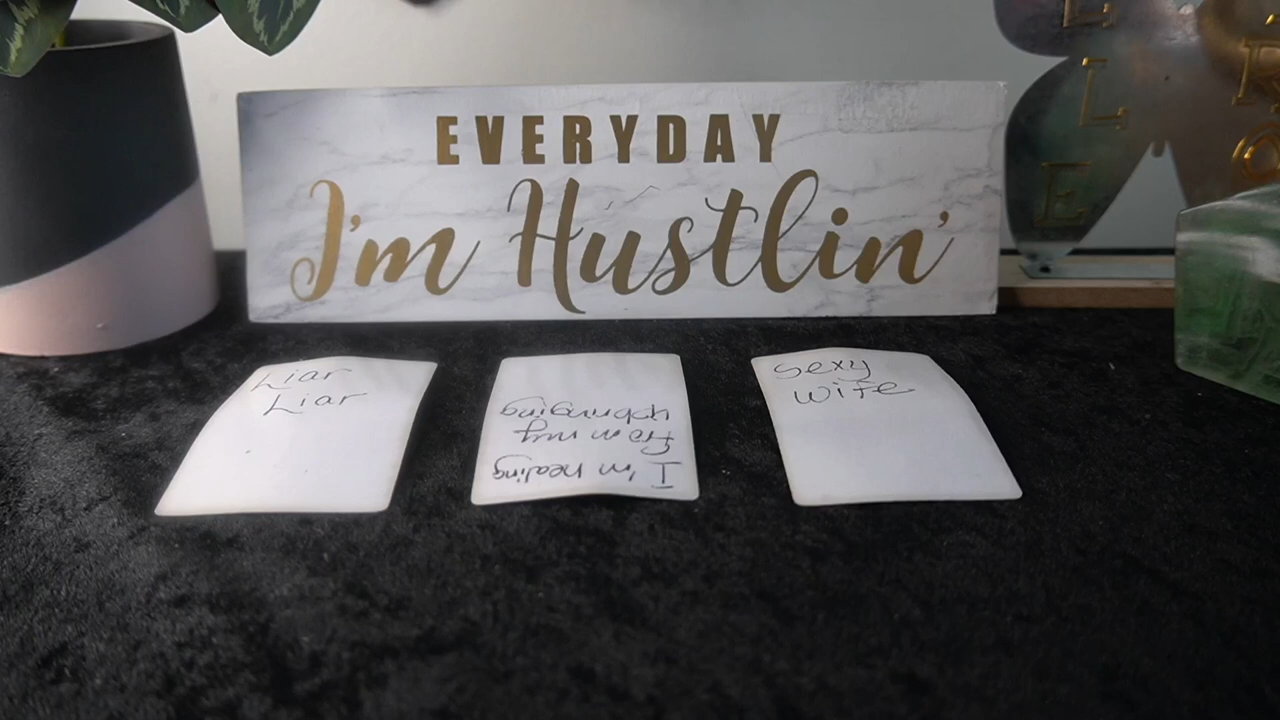 EVERYDAY
I'm Hustlin'
Liar
Liar
I'm healing
from my
upbringing
Sexy
wife
L
L
E
R
O